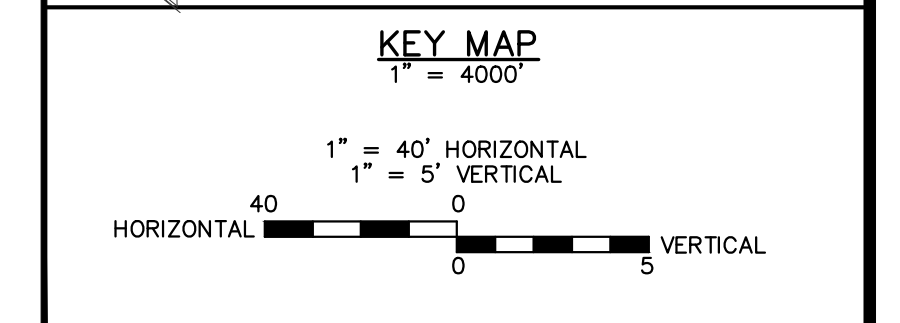 KEY MAP
1" = 4000'
1" = 40' HORIZONTAL
1" = 5' VERTICAL
40 0
HORIZONTAL
VERTICAL
0 5